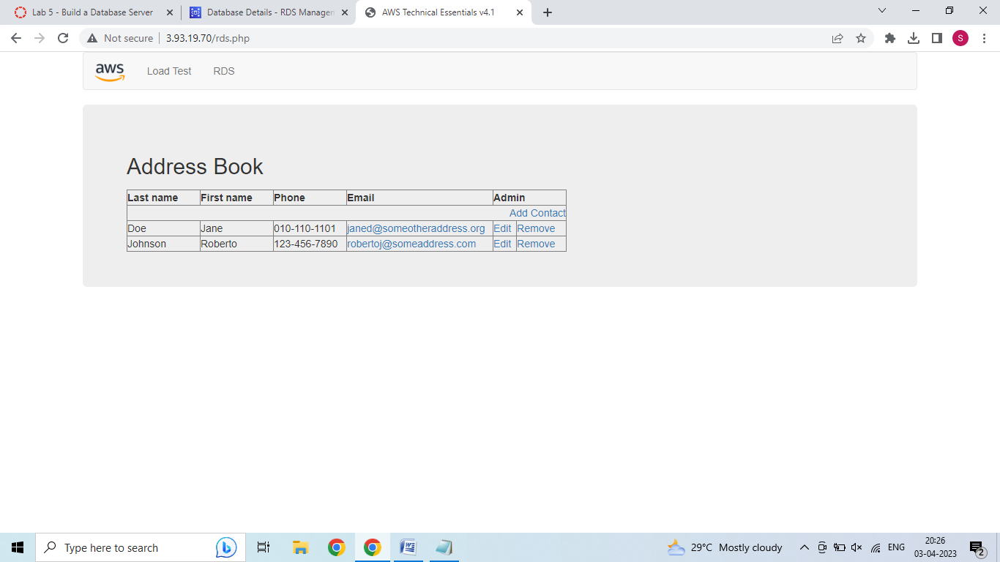 Lab 5 - Build a Database Server
Database Details - RDS Managem
AWS Technical Essentials v4.1
Not secure
3.93.19.70/rds.php
S
aws
Load Test
RDS
Address Book
Last name First name Phone Email Admin
Add Contact
Doe Jane 010-110-1101 janed@someotheraddress.org Edit Remove
Johnson Roberto 123-456-7890 robertoj@someaddress.com Edit Remove
Type here to search
29°C Mostly cloudy
ENG
20:26
03-04-2023
2